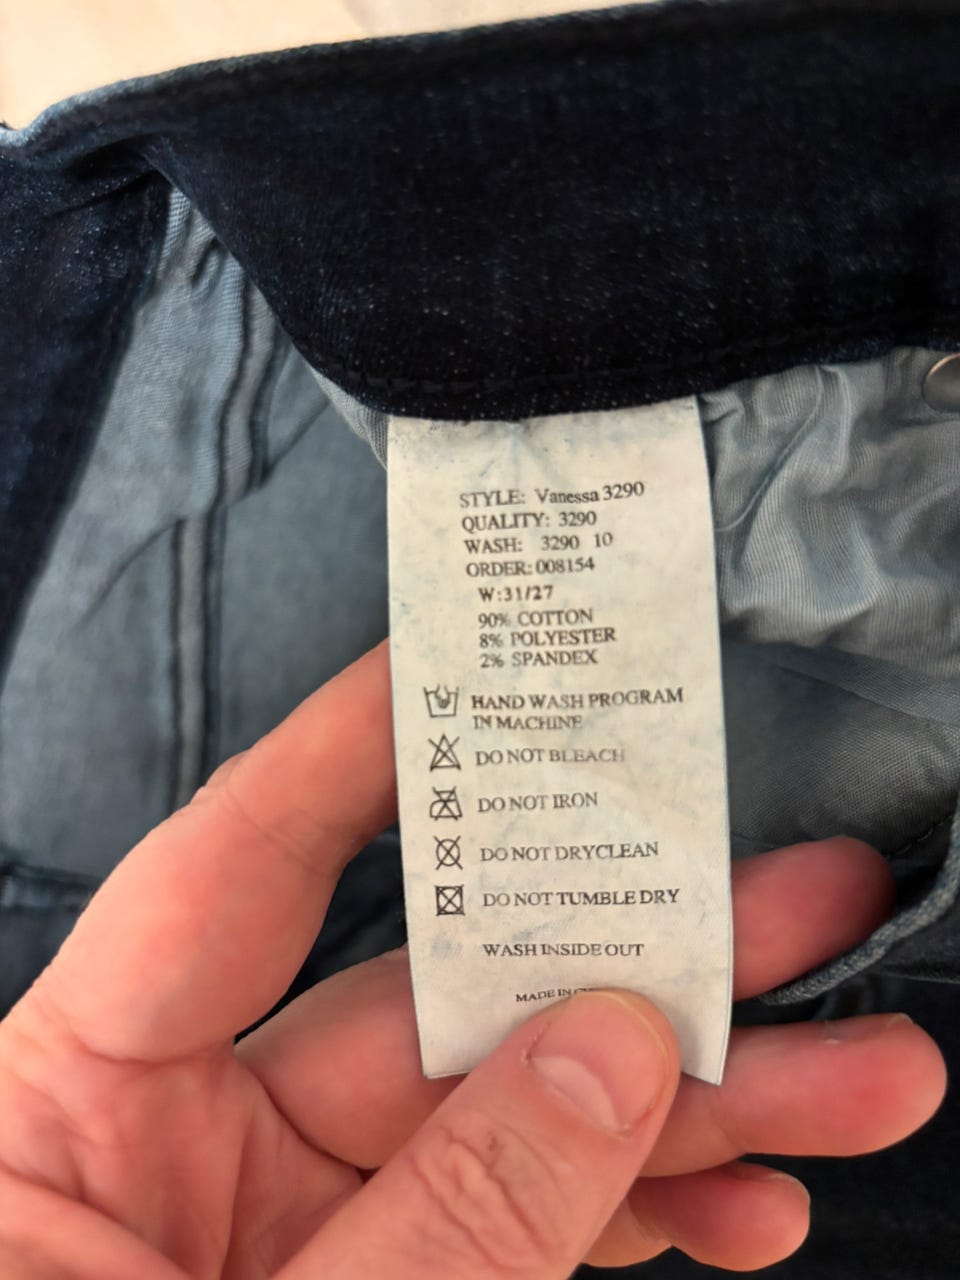 STYLE: Vanessa 3290
QUALITY: 3290
WASH: 3290 10
ORDER: 008154
W:31/27
90% COTTON
8% POLYESTER
2% SPANDEX
HAND WASH PROGRAM
IN MACHINE
DO NOT BLEACH
DO NOT IRON
DO NOT DRYCLEAN
DO NOT TUMBLE DRY
WASH INSIDE OUT
MADE IN